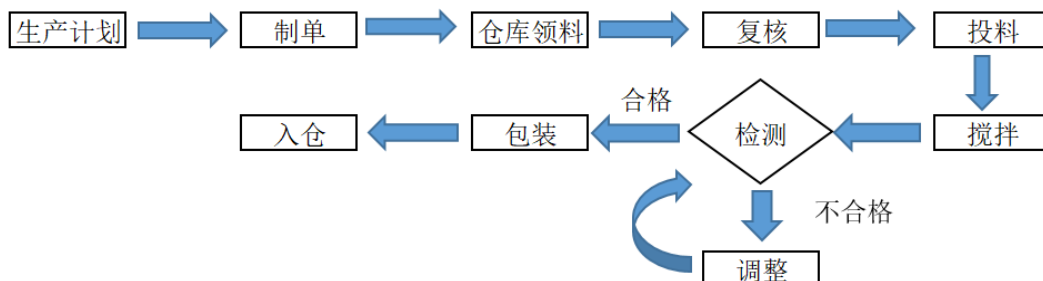 生产计划
制单
仓库领料
复核
投料
搅拌
检测
合格
包装
入仓
不合格
调整